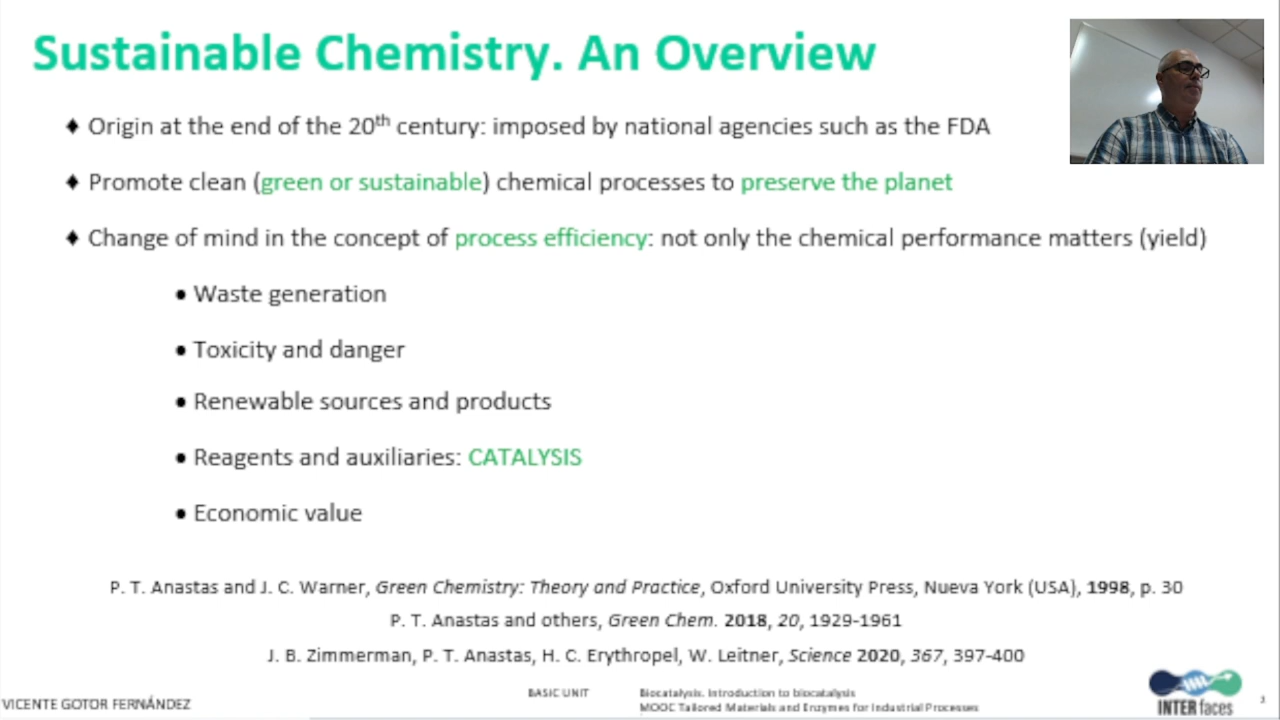 Sustainable Chemistry. An Overview
♦ Origin at the end of the 20th century: imposed by national agencies such as the FDA
♦ Promote clean (green or sustainable) chemical processes to preserve the planet
♦ Change of mind in the concept of process efficiency: not only the chemical performance matters (yield)
• Waste generation
• Toxicity and danger
• Renewable sources and products
• Reagents and auxiliaries: CATALYSIS
• Economic value
P. T. Anastas and J. C. Warner, Green Chemistry: Theory and Practice, Oxford University Press, Nueva York (USA), 1998, p. 30
P. T. Anastas and others, Green Chem. 2018, 20, 1929-1961
J. B. Zimmerman, P. T. Anastas, H. C. Erythropel, W. Leitner, Science 2020, 367, 397-400
VICENTE GOTOR FERNÁNDEZ
BASIC UNIT
Biocatalysis. Introduction to biocatalysis
MOOC Tailored Materials and Enzymes for Industrial Processes
INTERfaces
3